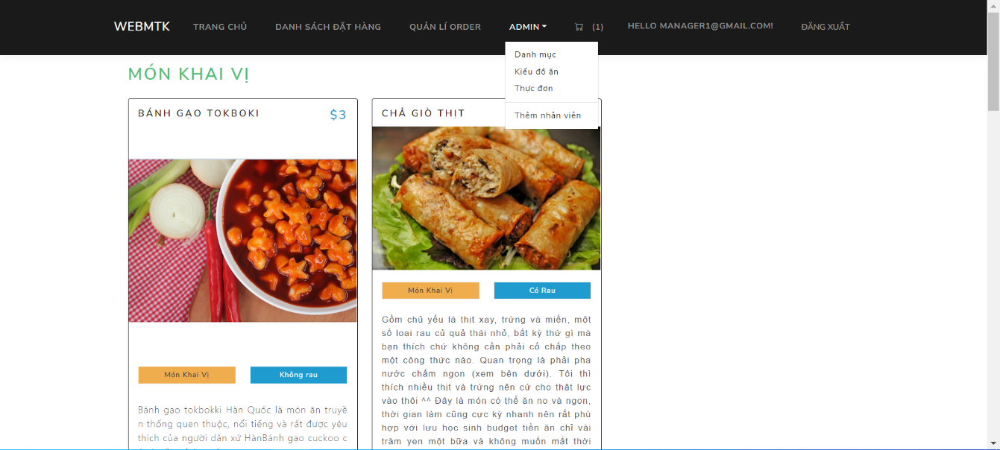 WEBMTK TRANG CHỦ DANH SÁCH ĐẶT HÀNG QUẢN LÍ ORDER ADMIN (1) HELLO MANAGER1@GMAIL.COM! ĐĂNG XUẤT
Danh mục
Kiểu đồ ăn
Thực đơn
Thêm nhân viên
MÓN KHAI VỊ
BÁNH GẠO TOKBOKI $3
Món Khai Vị Không rau
Bánh gạo tokbokki Hàn Quốc là món ăn truyề
n thống quen thuộc, nổi tiếng và rất được yêu
thích của người dân xứ HànBánh gạo cuckoo c
CHẢ GIÒ THỊT
Món Khai Vị Có Rau
Gồm chủ yếu là thịt xay, trứng và miến, một
số loại rau củ quả thái nhỏ, bất kỳ thứ gì mà
bạn thích chứ không cần phải cố chấp theo
một công thức nào. Quan trọng là phải pha
nước chấm ngon (xem bên dưới). Tôi thì
thích nhiều thịt và trứng nên cứ cho thật lực
vào thôi ^^ Đây là món có thể ăn no và ngon,
thời gian làm cũng cực kỳ nhanh nên rất phù
hợp với lưu học sinh budget tiền ăn chỉ vài
trăm yen một bữa và không muốn mất thời